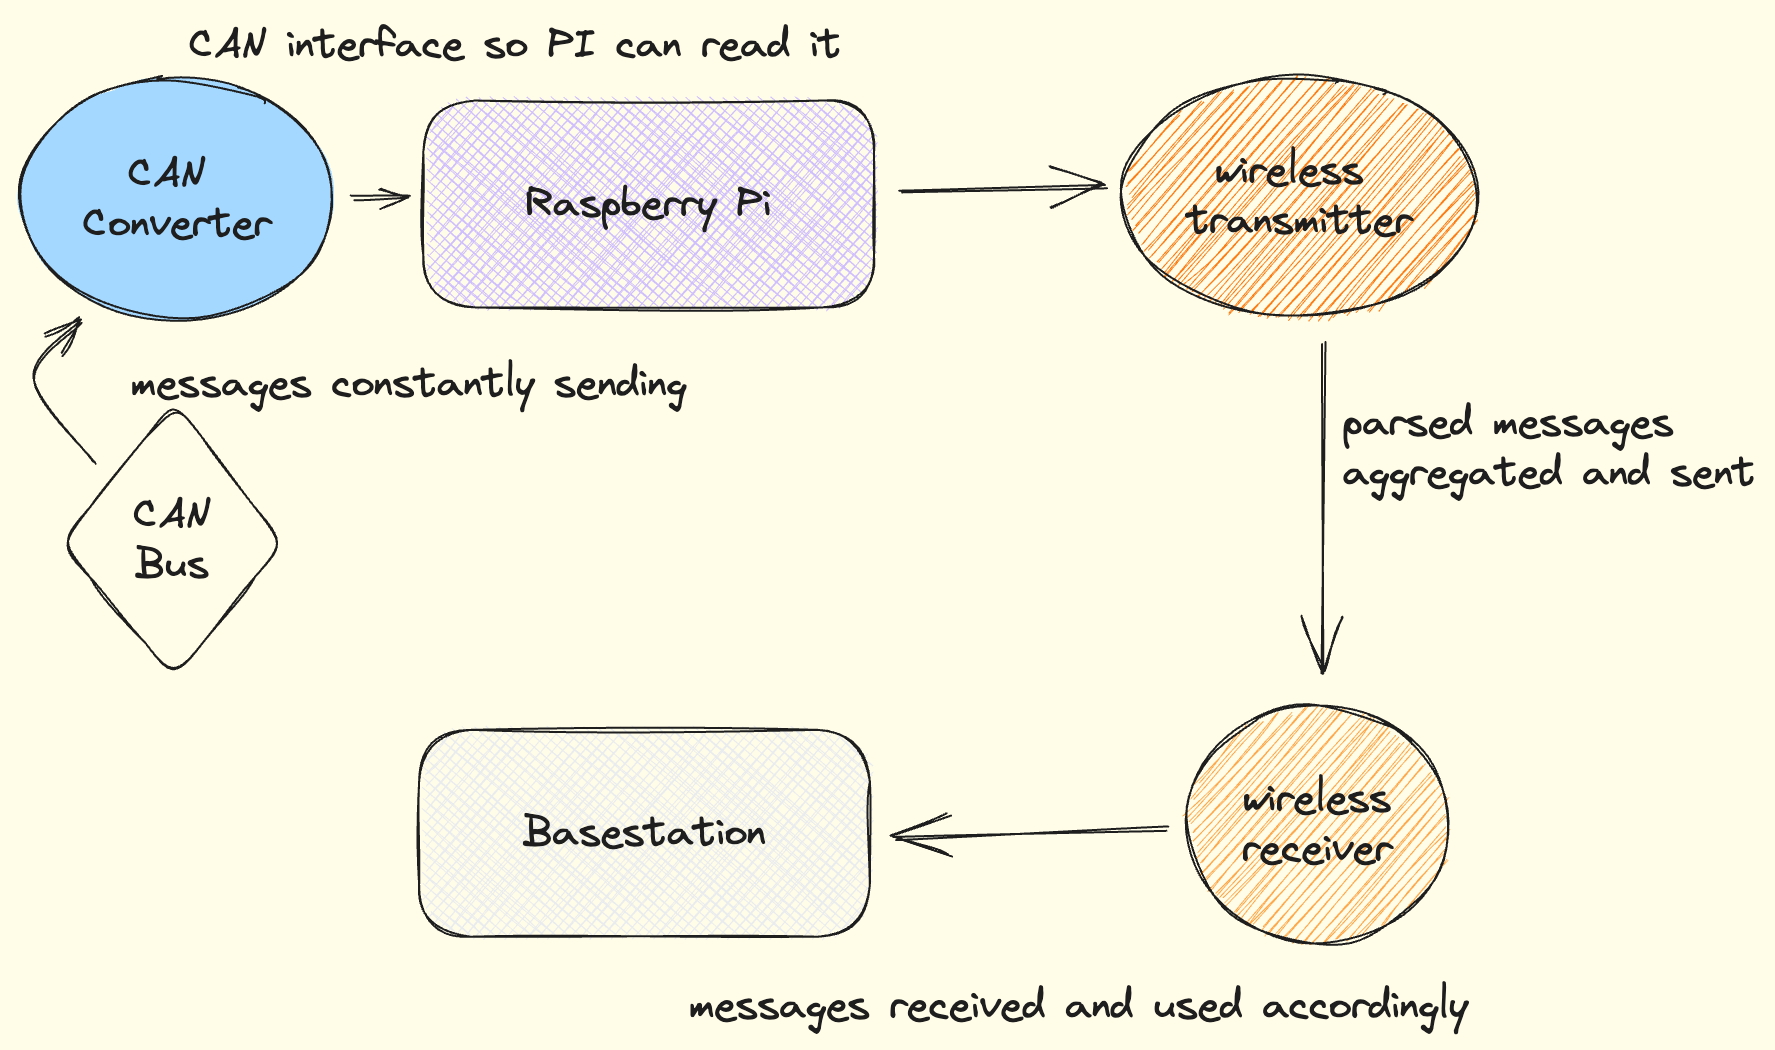 CAN interface so PI can read it
CAN
Converter
Raspberry Pi
wireless
transmitter
messages constantly sending
parsed messages
aggregated and sent
CAN
Bus
Basestation
wireless
receiver
messages received and used accordingly